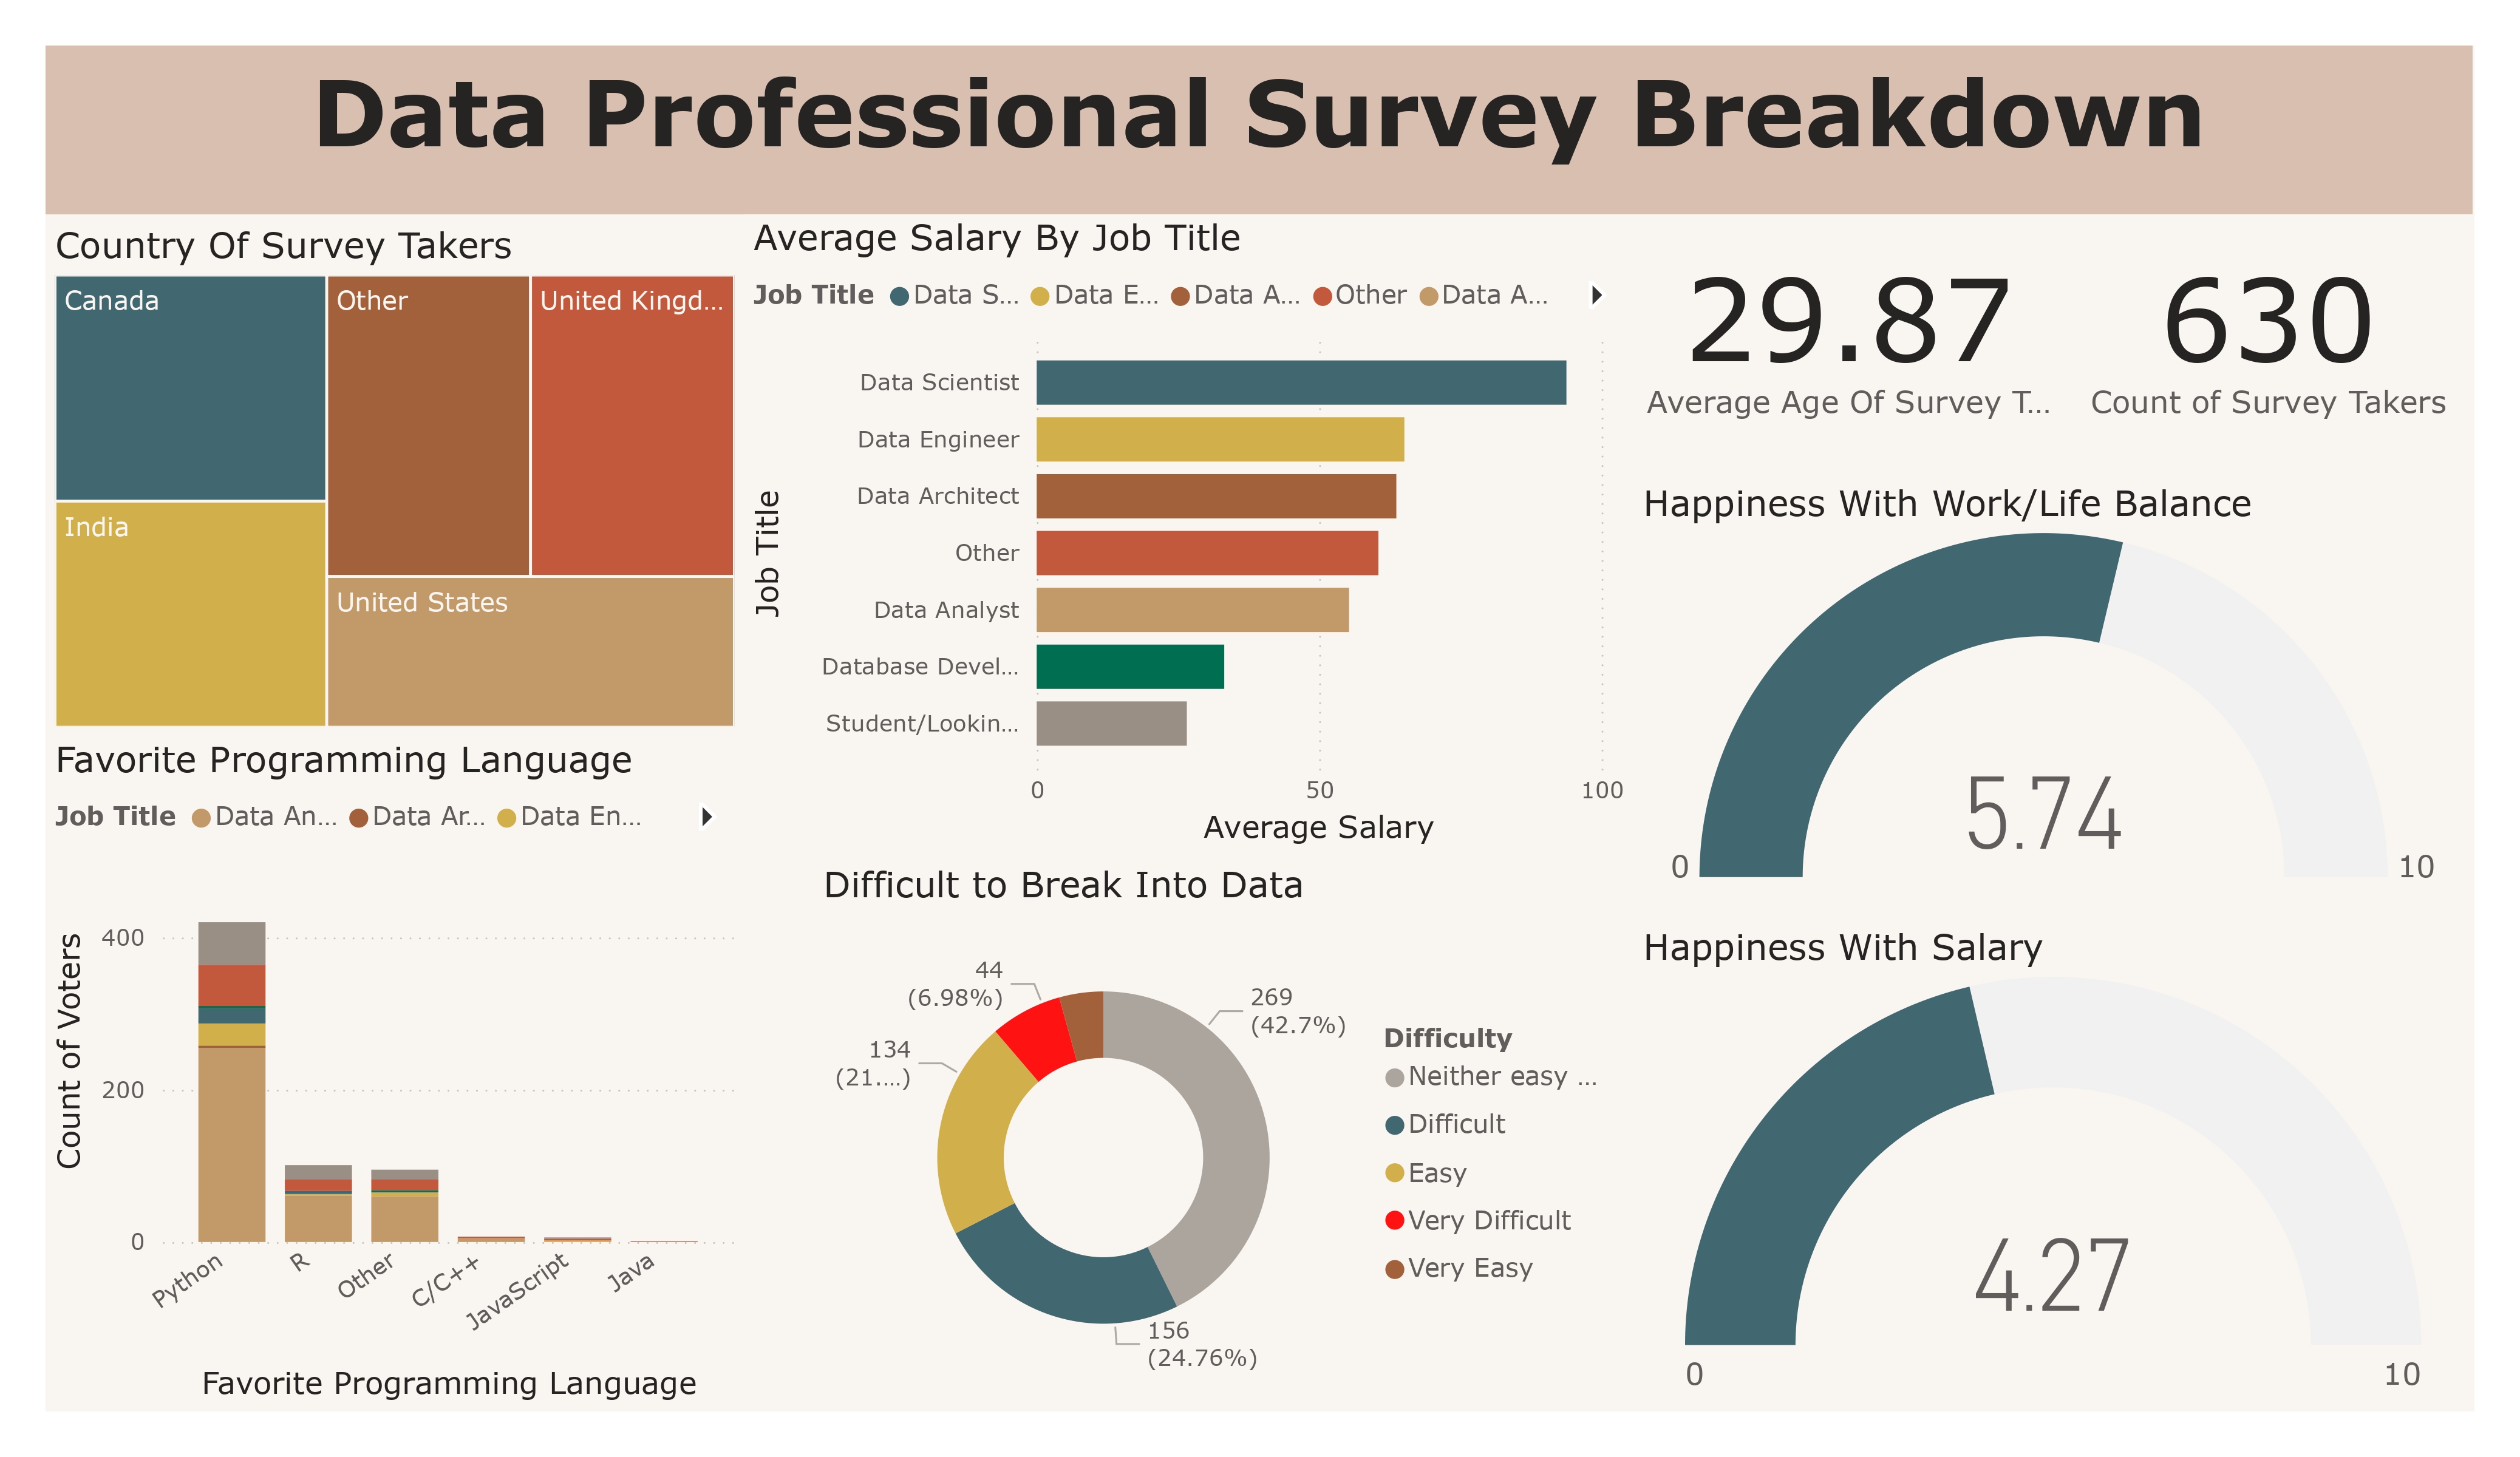 Data Professional Survey Breakdown
Country Of Survey Takers
Canada
Other
United Kingd...
India
United States
Average Salary By Job Title
Job Title Data S... Data E... Data A... Other Data A...
Job Title
Data Scientist
Data Engineer
Data Architect
Other
Data Analyst
Database Devel...
Student/Lookin...
0 50 100
Average Salary
29.87
Average Age Of Survey T...
630
Count of Survey Takers
Happiness With Work/Life Balance
5.74
0 10
Favorite Programming Language
Job Title Data An... Data Ar... Data En...
Count of Voters
400
200
0
Python R Other C/C++ JavaScript Java
Favorite Programming Language
Difficult to Break Into Data
44
(6.98%)
269
(42.7%)
134
(21....)
156
(24.76%)
Difficulty
Neither easy ...
Difficult
Easy
Very Difficult
Very Easy
Happiness With Salary
4.27
0 10